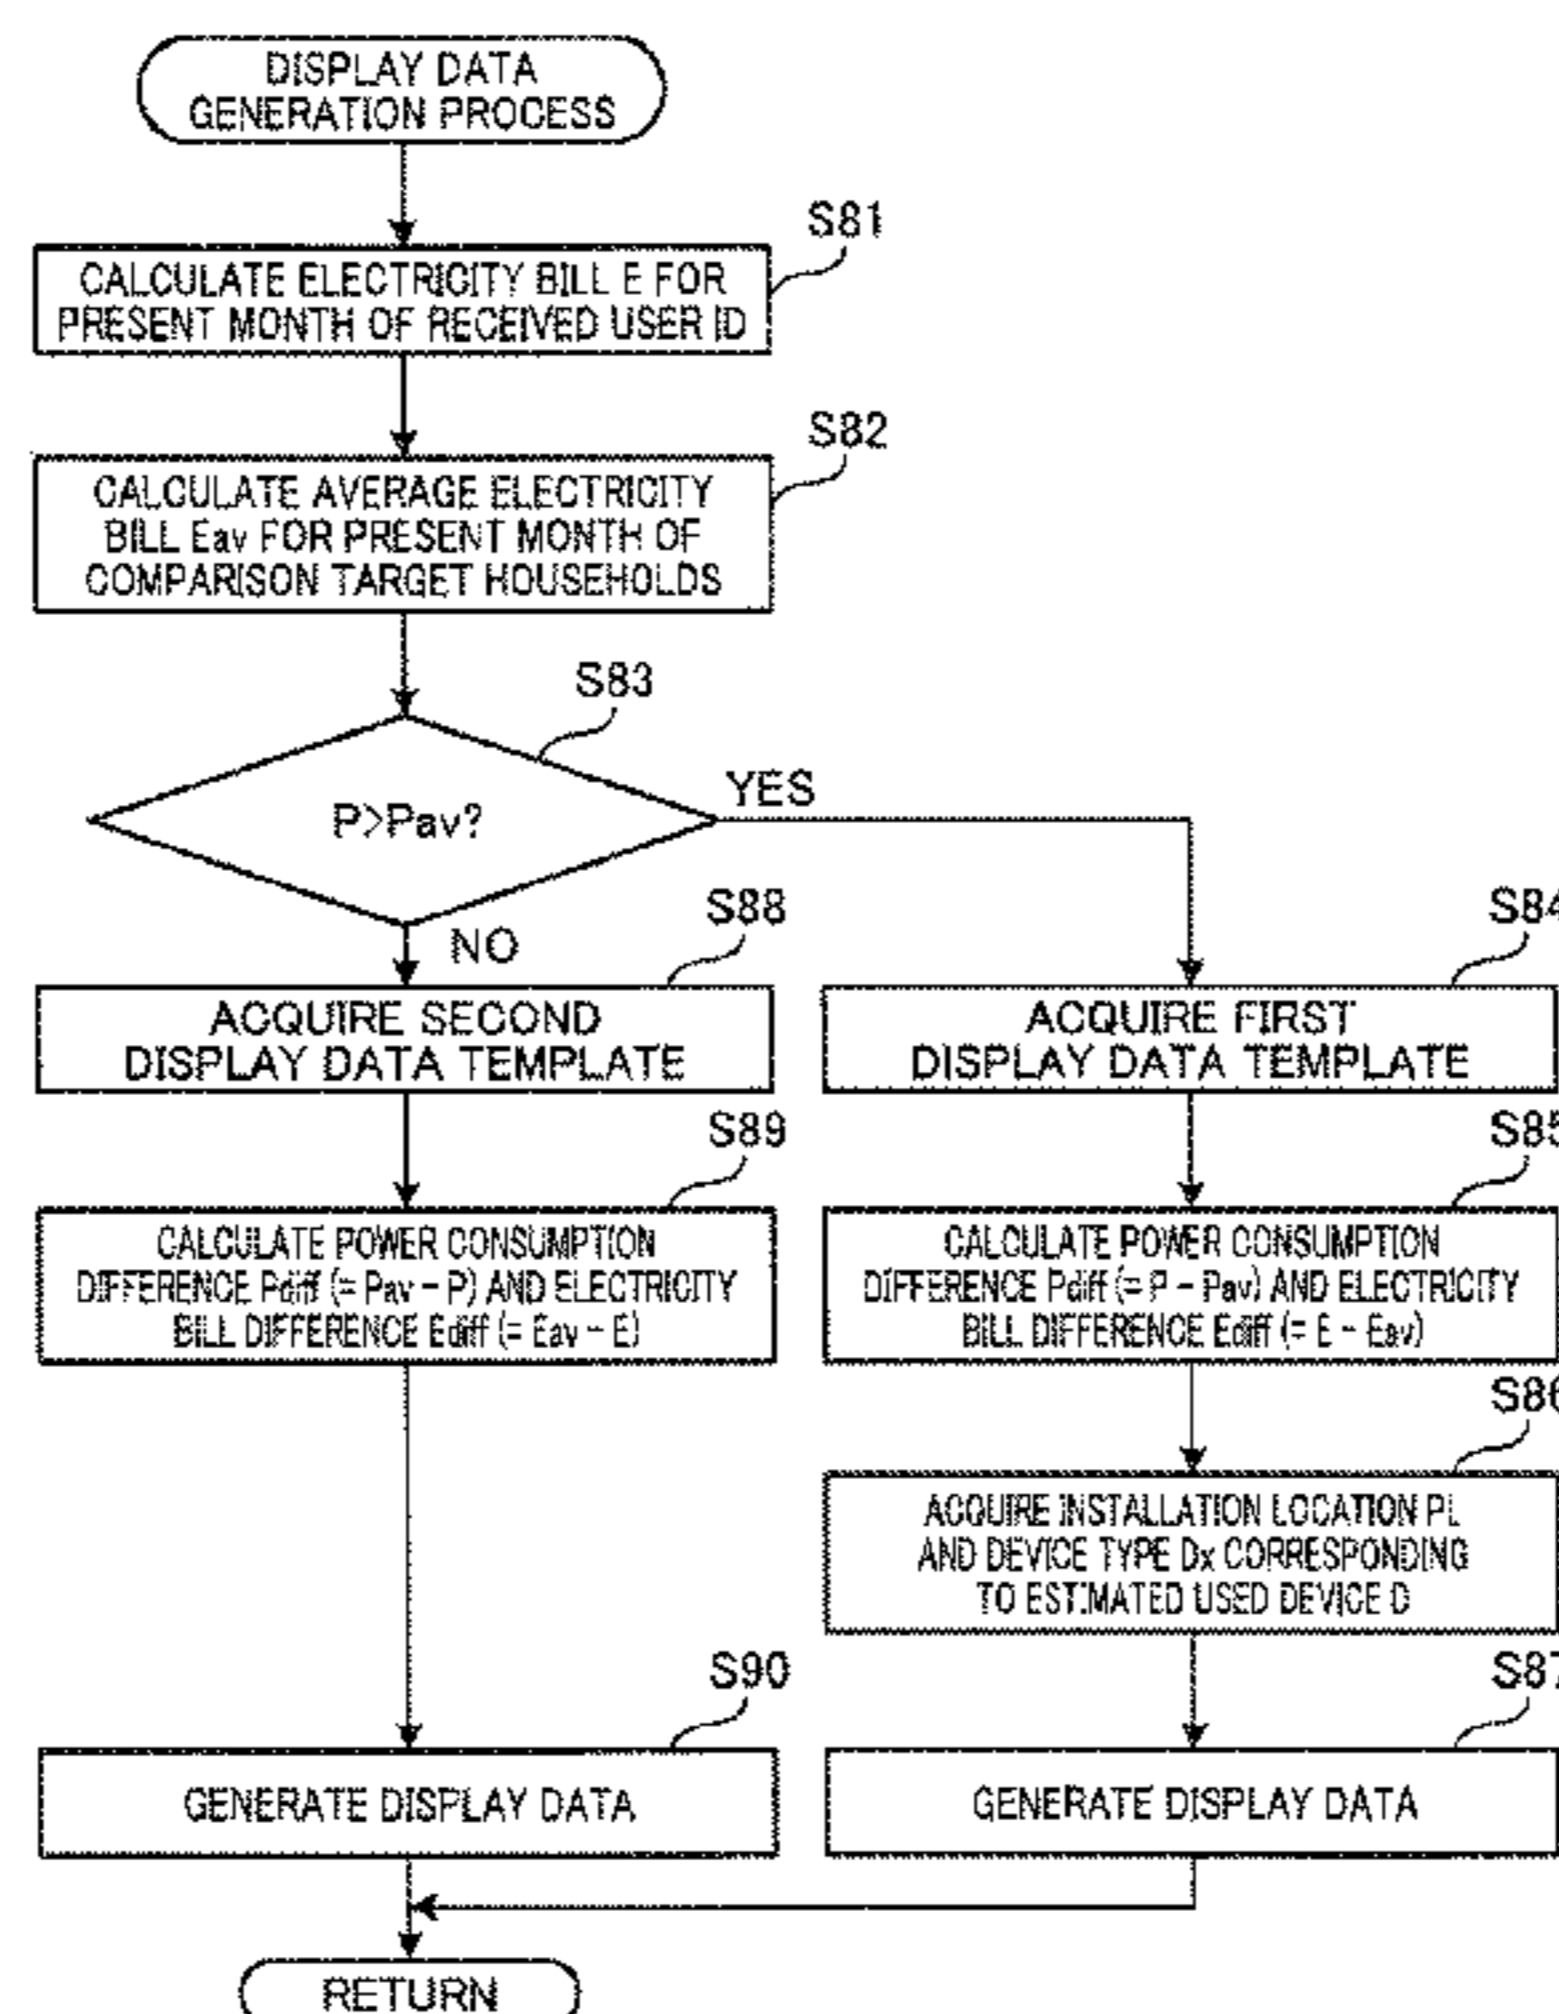 DISPLAY DATA
GENERATION PROCESS
S81
CALCULATE ELECTRICITY BILL E FOR
PRESENT MONTH OF RECEIVED USER ID
S82
CALCULATE AVERAGE ELECTRICITY
BILL Eav FOR PRESENT MONTH OF
COMPARISON TARGET HOUSEHOLDS
S83
P>Pav?
YES
NO
S88
ACQUIRE SECOND
DISPLAY DATA TEMPLATE
S84
ACQUIRE FIRST
DISPLAY DATA TEMPLATE
S89
CALCULATE POWER CONSUMPTION
DIFFERENCE Pdiff (= Pav - P) AND ELECTRICITY
BILL DIFFERENCE Ediff (= Eav - E)
S85
CALCULATE POWER CONSUMPTION
DIFFERENCE Pdiff (= P - Pav) AND ELECTRICITY
BILL DIFFERENCE Ediff (= E - Eav)
S86
ACQUIRE INSTALLATION LOCATION PL
AND DEVICE TYPE Dx CORRESPONDING
TO ESTIMATED USED DEVICE D
S90
GENERATE DISPLAY DATA
S87
GENERATE DISPLAY DATA
RETURN